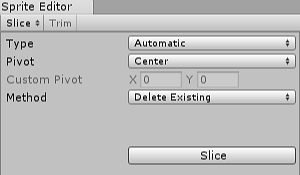 Sprite Editor
Slice Trim
Type Automatic
Pivot Center
Custom Pivot X 0 Y 0
Method Delete Existing
Slice